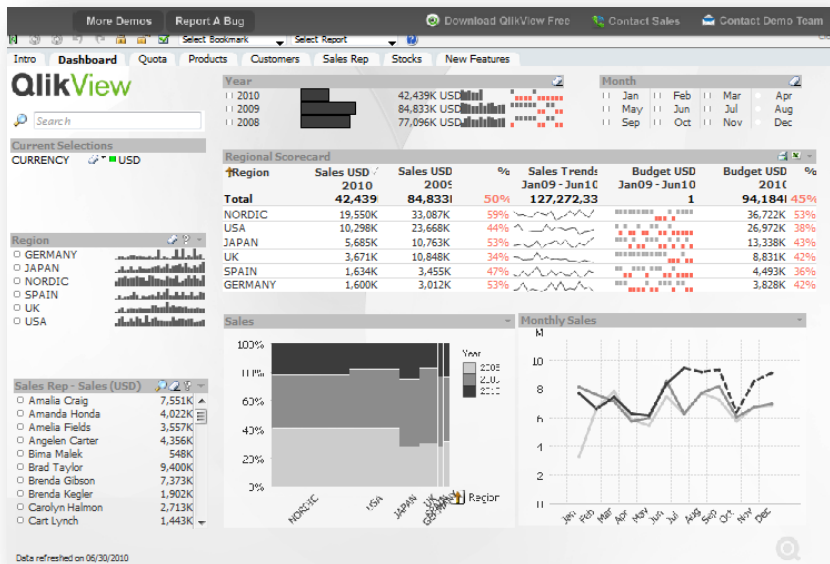 More Demos Report A Bug Download QlikView Free Contact Sales Contact Demo Team
Select Bookmark Select Report
Intro Dashboard Quota Products Customers Sales Rep Stocks New Features
QlikView
Search
Current Selections
CURRENCY USD
Region
GERMANY
JAPAN
NORDIC
SPAIN
UK
USA
Sales Rep - Sales (USD)
Amalia Craig 7,551K
Amanda Honda 4,022K
Amelia Fields 3,557K
Angelen Carter 4,356K
Bima Malek 548K
Brad Taylor 9,400K
Brenda Gibson 7,373K
Brenda Kegler 1,902K
Carolyn Halmon 2,713K
Cart Lynch 1,443K
Data refreshed on 06/30/2010
Year
2010 42,439K USD
2009 84,833K USD
2008 77,096K USD
Month
Jan Feb Mar Apr
May Jun Jul Aug
Sep Oct Nov Dec
Regional Scorecard
Region Sales USD Sales USD % Sales Trends Budget USD Budget USD %
2010 2009 Jan09 - Jun10 Jan09 - Jun10 2010
Total 42,439 84,833 50% 127,272,33 1 94,184 45%
NORDIC 19,550K 33,087K 59% 36,722K 53%
USA 10,298K 23,668K 44% 26,972K 38%
JAPAN 5,685K 10,763K 53% 13,338K 43%
UK 3,671K 10,848K 34% 8,831K 42%
SPAIN 1,634K 3,455K 47% 4,493K 36%
GERMANY 1,600K 3,012K 53% 3,828K 42%
Sales
100%
60%
20%
0%
NORDIC USA JAPAN UK
Region
Year
Monthly Sales
M
10
8
6
4
2
Jan Feb Mar Apr May Jun Jul Aug Sep Oct Nov Dec